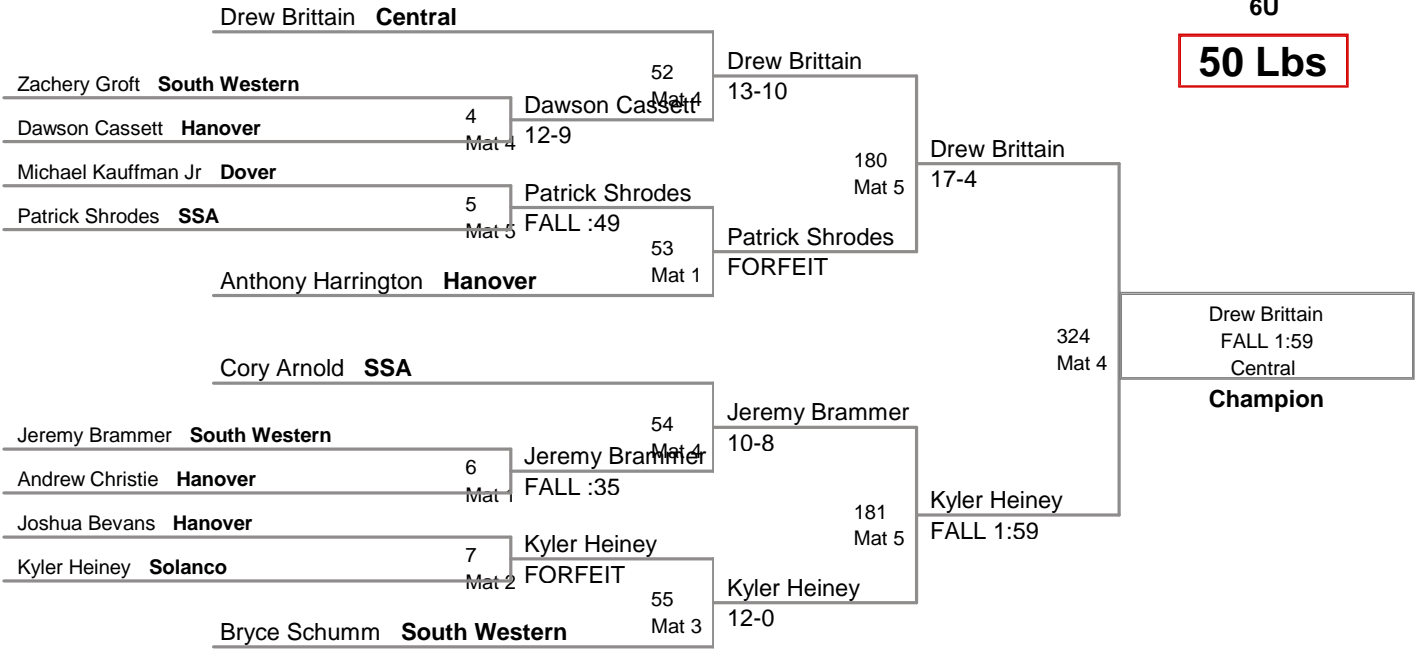 6U
50 Lbs
Drew Brittain Central
Zachery Groft South Western
Dawson Cassett Hanover
4
Mat 4
Dawson Cassett
12-9
52
Mat 4
Drew Brittain
13-10
Michael Kauffman Jr Dover
Patrick Shrodes SSA
5
Mat 5
Patrick Shrodes
FALL :49
Anthony Harrington Hanover
53
Mat 1
Patrick Shrodes
FORFEIT
180
Mat 5
Drew Brittain
17-4
Cory Arnold SSA
Jeremy Brammer South Western
Andrew Christie Hanover
6
Mat 1
Jeremy Brammer
FALL :35
54
Mat 4
Jeremy Brammer
10-8
Joshua Bevans Hanover
Kyler Heiney Solanco
7
Mat 2
Kyler Heiney
FORFEIT
Bryce Schumm South Western
55
Mat 3
Kyler Heiney
12-0
181
Mat 5
Kyler Heiney
FALL 1:59
324
Mat 4
Drew Brittain
FALL 1:59
Central
Champion